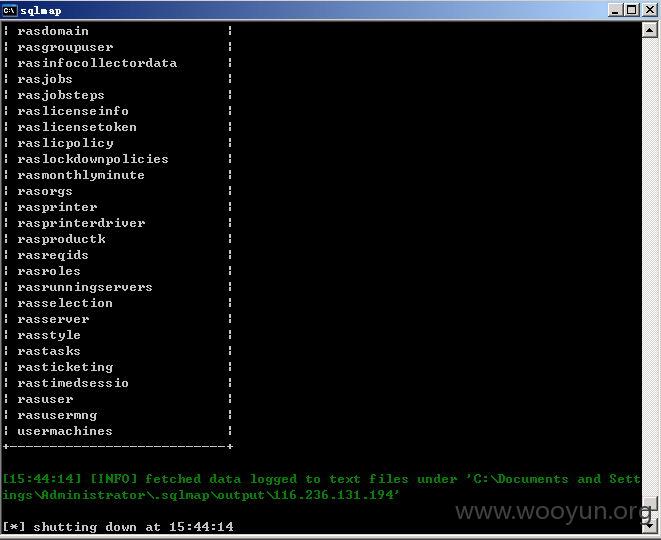 sqlmap
¦ rasdomain ¦
¦ rasgroupuser ¦
¦ rasinfocollectordata ¦
¦ rasjobs ¦
¦ rasjobsteps ¦
¦ raslicenseinfo ¦
¦ raslicensetoken ¦
¦ raslicpolicy ¦
¦ raslockdownpolicies ¦
¦ rasmonthlyminute ¦
¦ rasorgs ¦
¦ rasprinter ¦
¦ rasprinterdriver ¦
¦ rasproductk ¦
¦ rasreqids ¦
¦ rasroles ¦
¦ rasrunningservers ¦
¦ rasselection ¦
¦ rasserver ¦
¦ rasstyle ¦
¦ rastasks ¦
¦ rasticketing ¦
¦ rastimedsessio ¦
¦ rasuser ¦
¦ rasusermng ¦
¦ usermachines ¦
+---------------------------+
[15:44:14] [INFO] fetched data logged to text files under 'C:\Documents and Sett
ings\Administrator\.sqlmap\output\116.236.131.194'
[*] shutting down at 15:44:14
www.wooyun.org